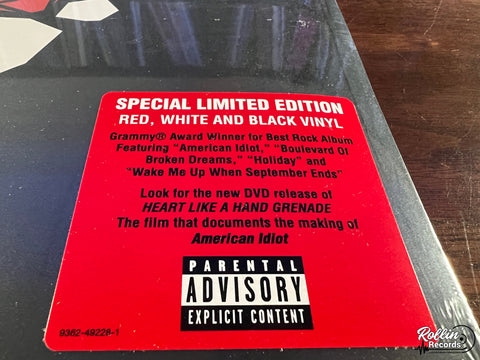 SPECIAL LIMITED EDITION
RED, WHITE AND BLACK VINYL
Grammy® Award Winner for Best Rock Album
Featuring "American Idiot," "Boulevard Of
Broken Dreams," "Holiday" and
"Wake Me Up When September Ends"
Look for the new DVD release of
HEART LIKE A HAND GRENADE
The film that documents the making of
American Idiot
PARENTAL
ADVISORY
EXPLICIT CONTENT
9362-49228-1
Rollin'
Records